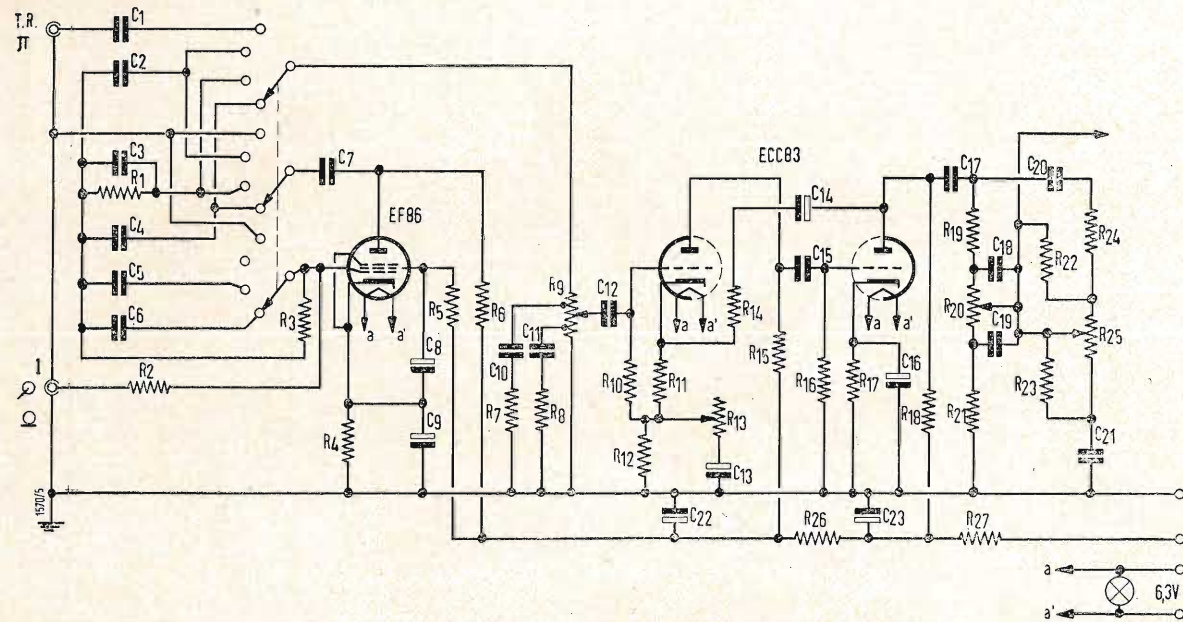 T.R.
π
C1
C2
C3
R1
C4
C5
C6
R2
1
R3
C7
EF86
a a'
R4
C8
C9
R5
R6
C10
C11
R7
R8
R9
C12
R10
R11
R12
R13
C13
R14
a a'
ECC83
C14
C15
R15
R16
R17
a a'
C16
R18
C17
R19
R20
R21
C18
C19
C20
R22
R23
R24
R25
C21
C22
R26
C23
R27
1570/5
a
a'
6,3V